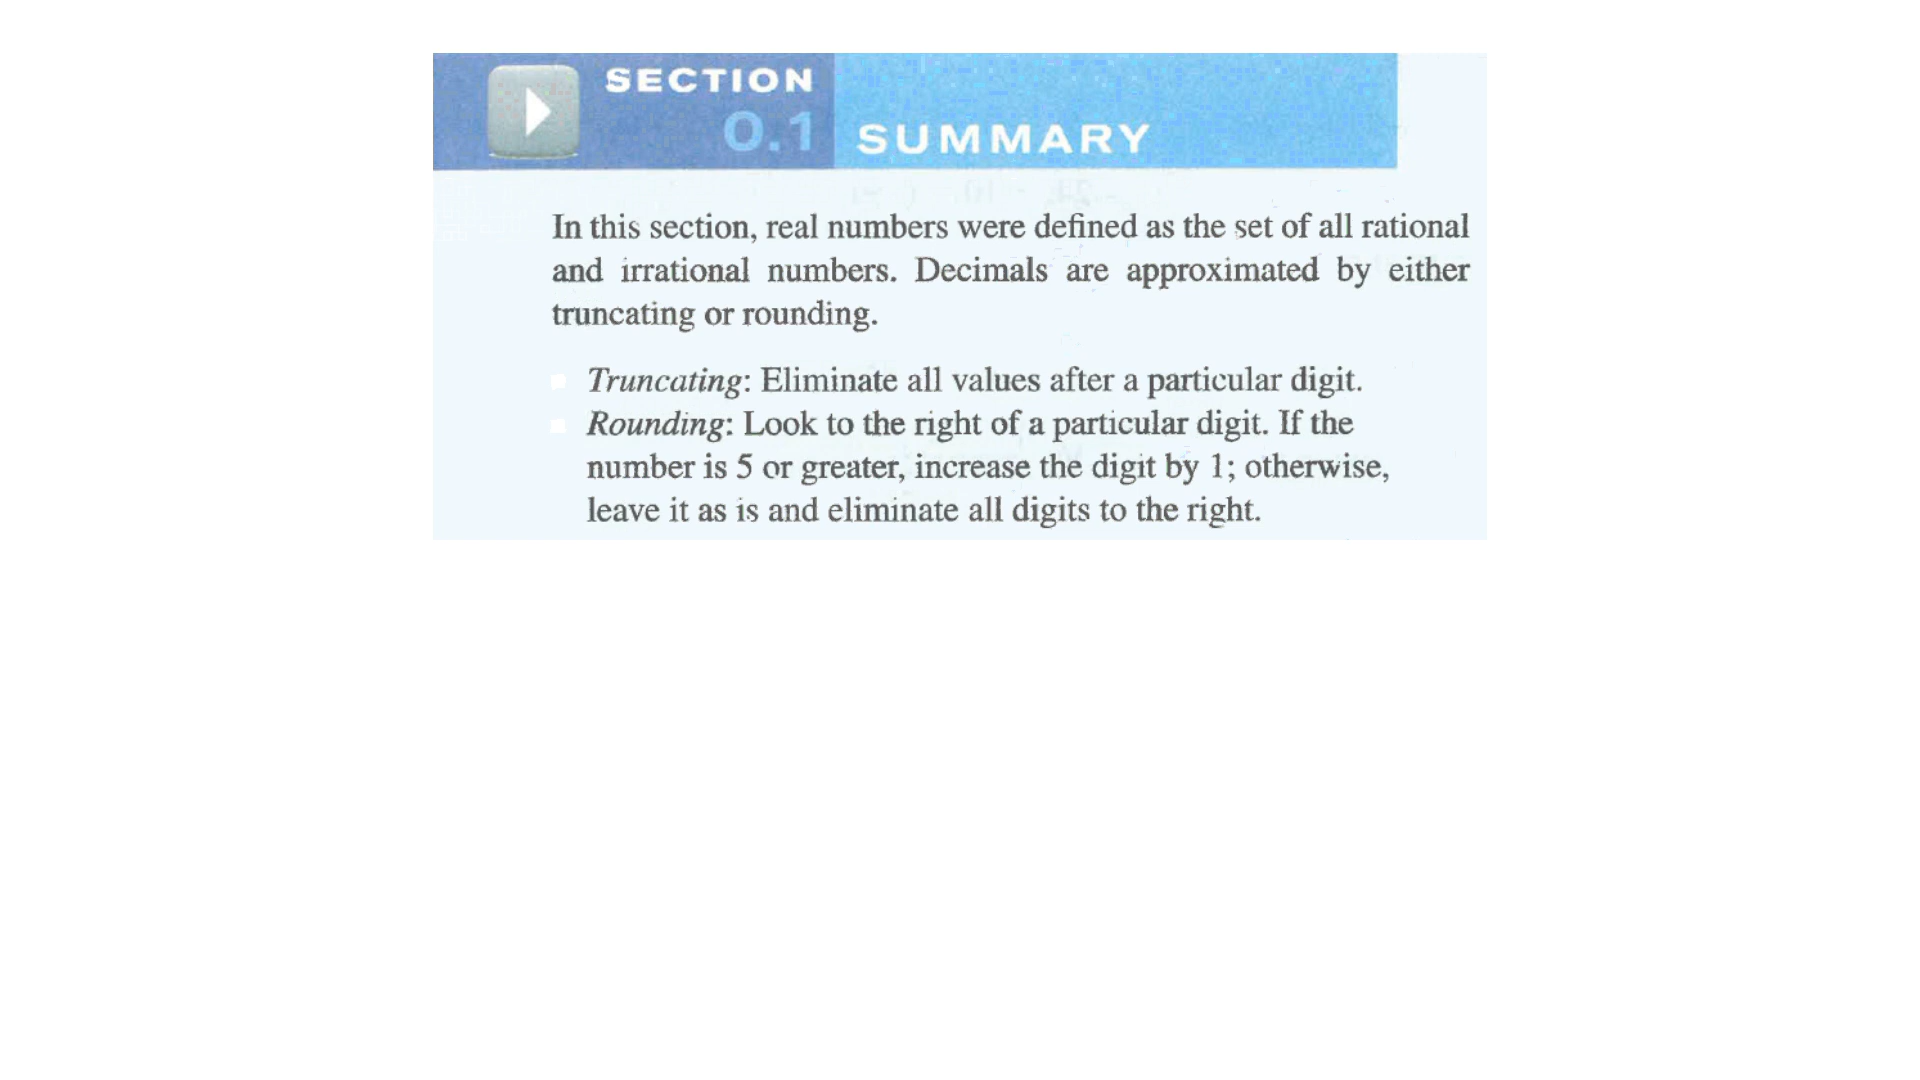 SECTION
0.1 SUMMARY
In this section, real numbers were defined as the set of all rational
and irrational numbers. Decimals are approximated by either
truncating or rounding.
Truncating: Eliminate all values after a particular digit.
Rounding: Look to the right of a particular digit. If the
number is 5 or greater, increase the digit by 1; otherwise,
leave it as is and eliminate all digits to the right.